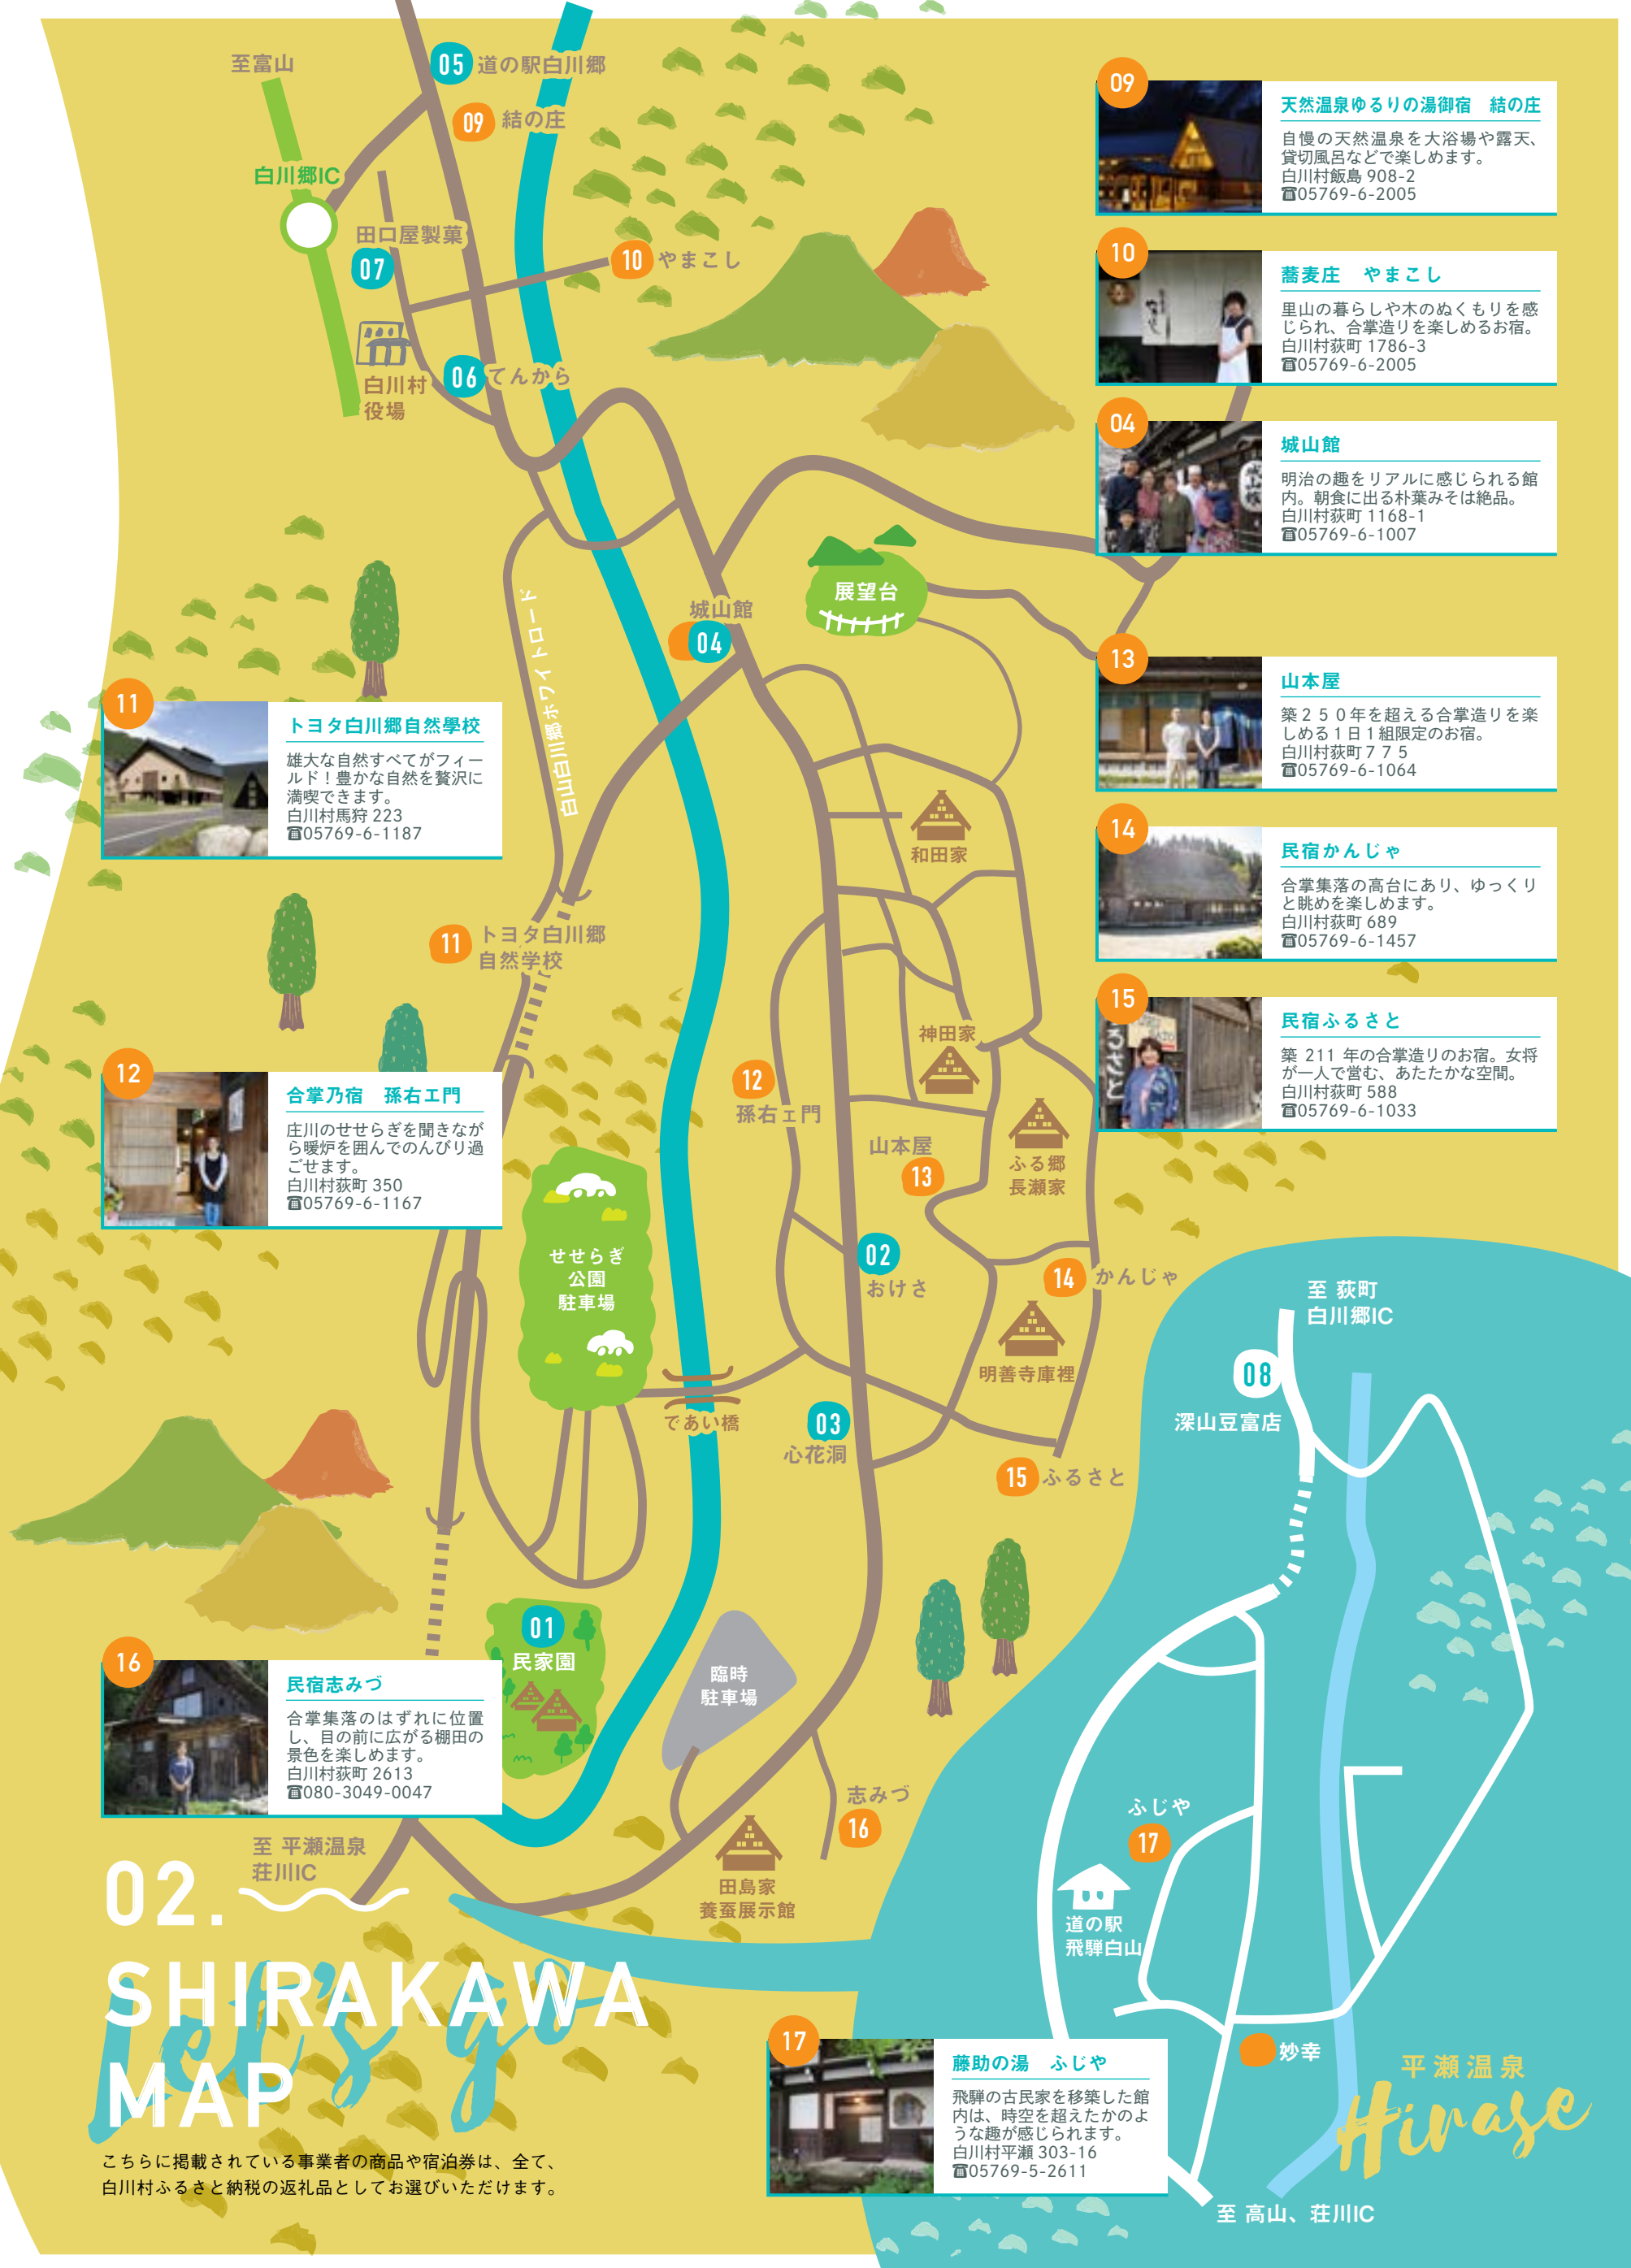 至富山
05 道の駅白川郷
09 結の庄
白川郷IC
田口屋製菓
07
10 やまこし
白川村
役場
06 てんから
白山白川郷ホワイトロード
城山館
04
展望台
和田家
11 トヨタ白川郷
自然学校
神田家
12
孫右ェ門
山本屋
13
ふる郷
長瀬家
せせらぎ
公園
駐車場
02
おけさ
14 かんじゃ
明善寺庫裡
であい橋
03
心花洞
15 ふるさと
01
民家園
臨時
駐車場
志みづ
16
田島家
養蚕展示館
至 平瀬温泉
荘川IC
09
天然温泉ゆるりの湯御宿　結の庄
自慢の天然温泉を大浴場や露天、
貸切風呂などで楽しめます。
白川村飯島 908-2
☎05769-6-2005
10
蕎麦庄　やまこし
里山の暮らしや木のぬくもりを感
じられ、合掌造りを楽しめるお宿。
白川村荻町 1786-3
☎05769-6-2005
04
城山館
明治の趣をリアルに感じられる館
内。朝食に出る朴葉みそは絶品。
白川村荻町 1168-1
☎05769-6-1007
13
山本屋
築２５０年を超える合掌造りを楽
しめる１日１組限定のお宿。
白川村荻町７７５
☎05769-6-1064
14
民宿かんじゃ
合掌集落の高台にあり、ゆっくり
と眺めを楽しめます。
白川村荻町 689
☎05769-6-1457
15
民宿ふるさと
築 211 年の合掌造りのお宿。女将
が一人で営む、あたたかな空間。
白川村荻町 588
☎05769-6-1033
11
トヨタ白川郷自然學校
雄大な自然すべてがフィー
ルド！豊かな自然を贅沢に
満喫できます。
白川村馬狩 223
☎05769-6-1187
12
合掌乃宿　孫右エ門
庄川のせせらぎを聞きなが
ら暖炉を囲んでのんびり過
ごせます。
白川村荻町 350
☎05769-6-1167
16
民宿志みづ
合掌集落のはずれに位置
し、目の前に広がる棚田の
景色を楽しめます。
白川村荻町 2613
☎080-3049-0047
至 荻町
白川郷IC
08
深山豆富店
ふじや
17
道の駅
飛騨白山
妙幸
平瀬温泉
Hirase
至 高山、荘川IC
17
藤助の湯　ふじや
飛騨の古民家を移築した館
内は、時空を超えたかのよ
うな趣が感じられます。
白川村平瀬 303-16
☎05769-5-2611
02.
SHIRAKAWA
MAP
let's go
こちらに掲載されている事業者の商品や宿泊券は、全て、
白川村ふるさと納税の返礼品としてお選びいただけます。